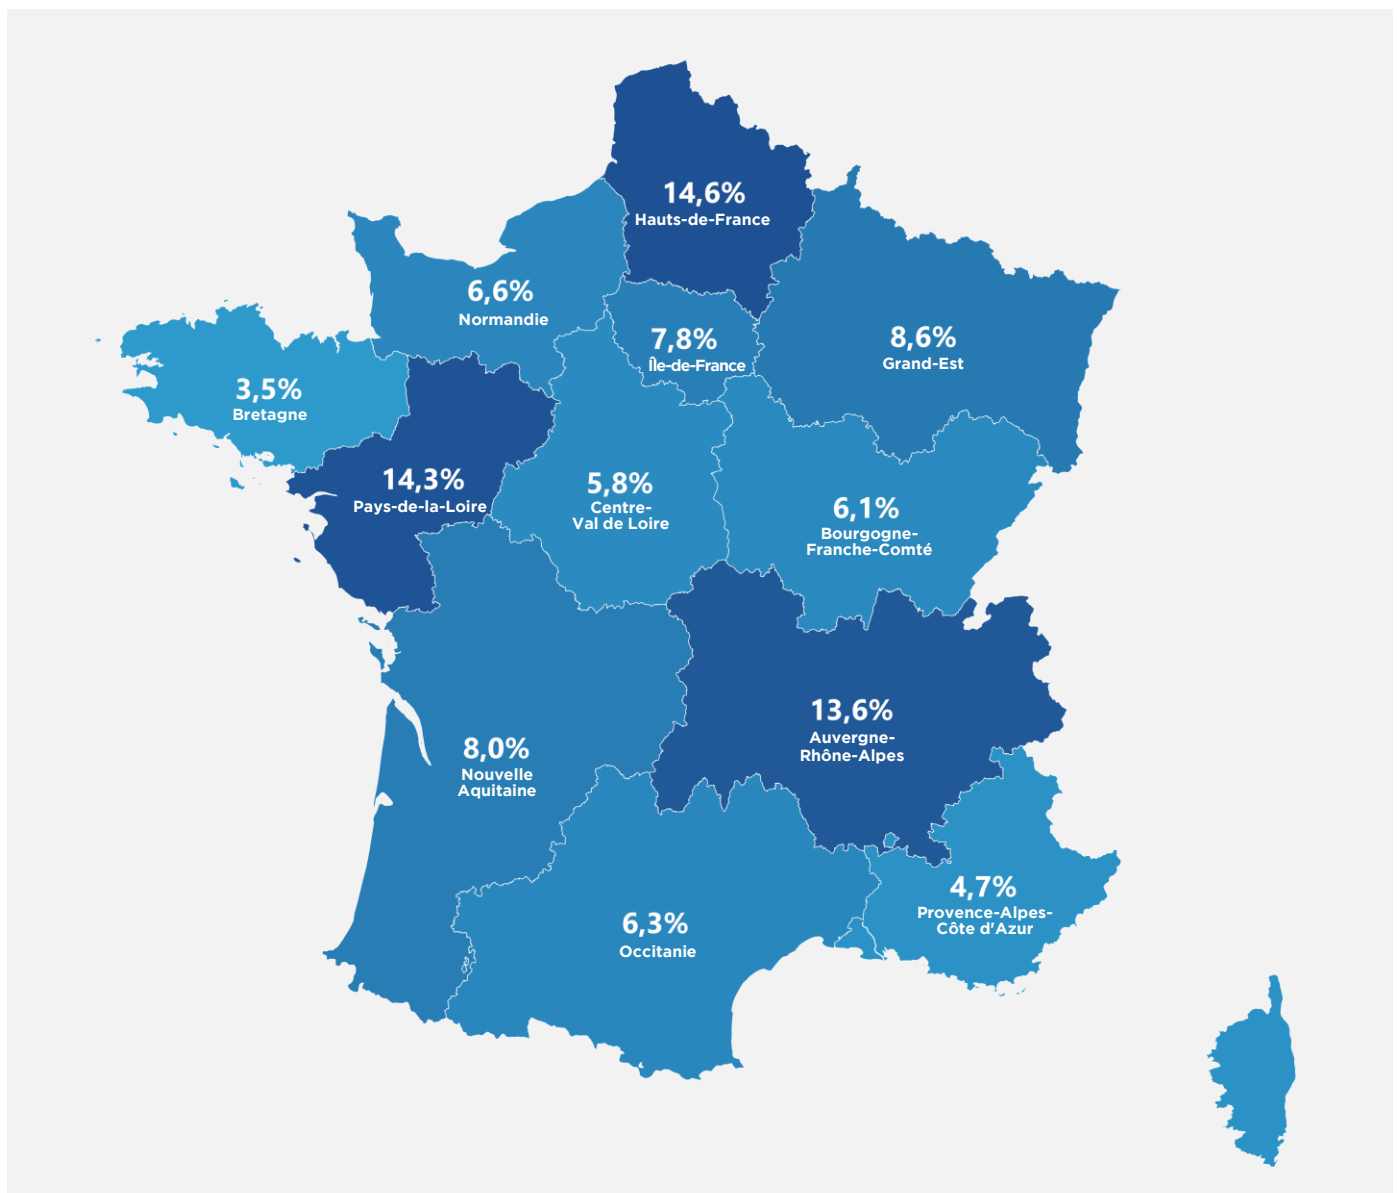 14,6%
Hauts-de-France
6,6%
Normandie
7,8%
Île-de-France
8,6%
Grand-Est
3,5%
Bretagne
14,3%
Pays-de-la-Loire
5,8%
Centre-
Val de Loire
6,1%
Bourgogne-
Franche-Comté
13,6%
Auvergne-
Rhône-Alpes
8,0%
Nouvelle
Aquitaine
4,7%
Provence-Alpes-
Côte d'Azur
6,3%
Occitanie